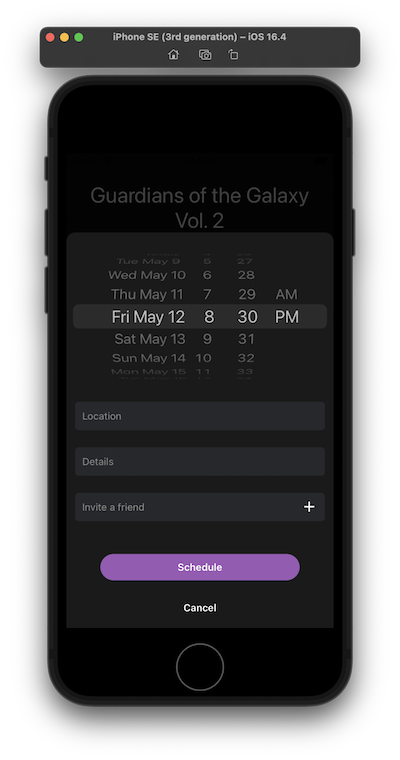 iPhone SE (3rd generation) – iOS 16.4
Guardians of the Galaxy
Vol. 2
Tue May 9 5 27
Wed May 10 6 28
Thu May 11 7 29 AM
Fri May 12 8 30 PM
Sat May 13 9 31
Sun May 14 10 32
Mon May 15 11 33
Location
Details
Invite a friend +
Schedule
Cancel